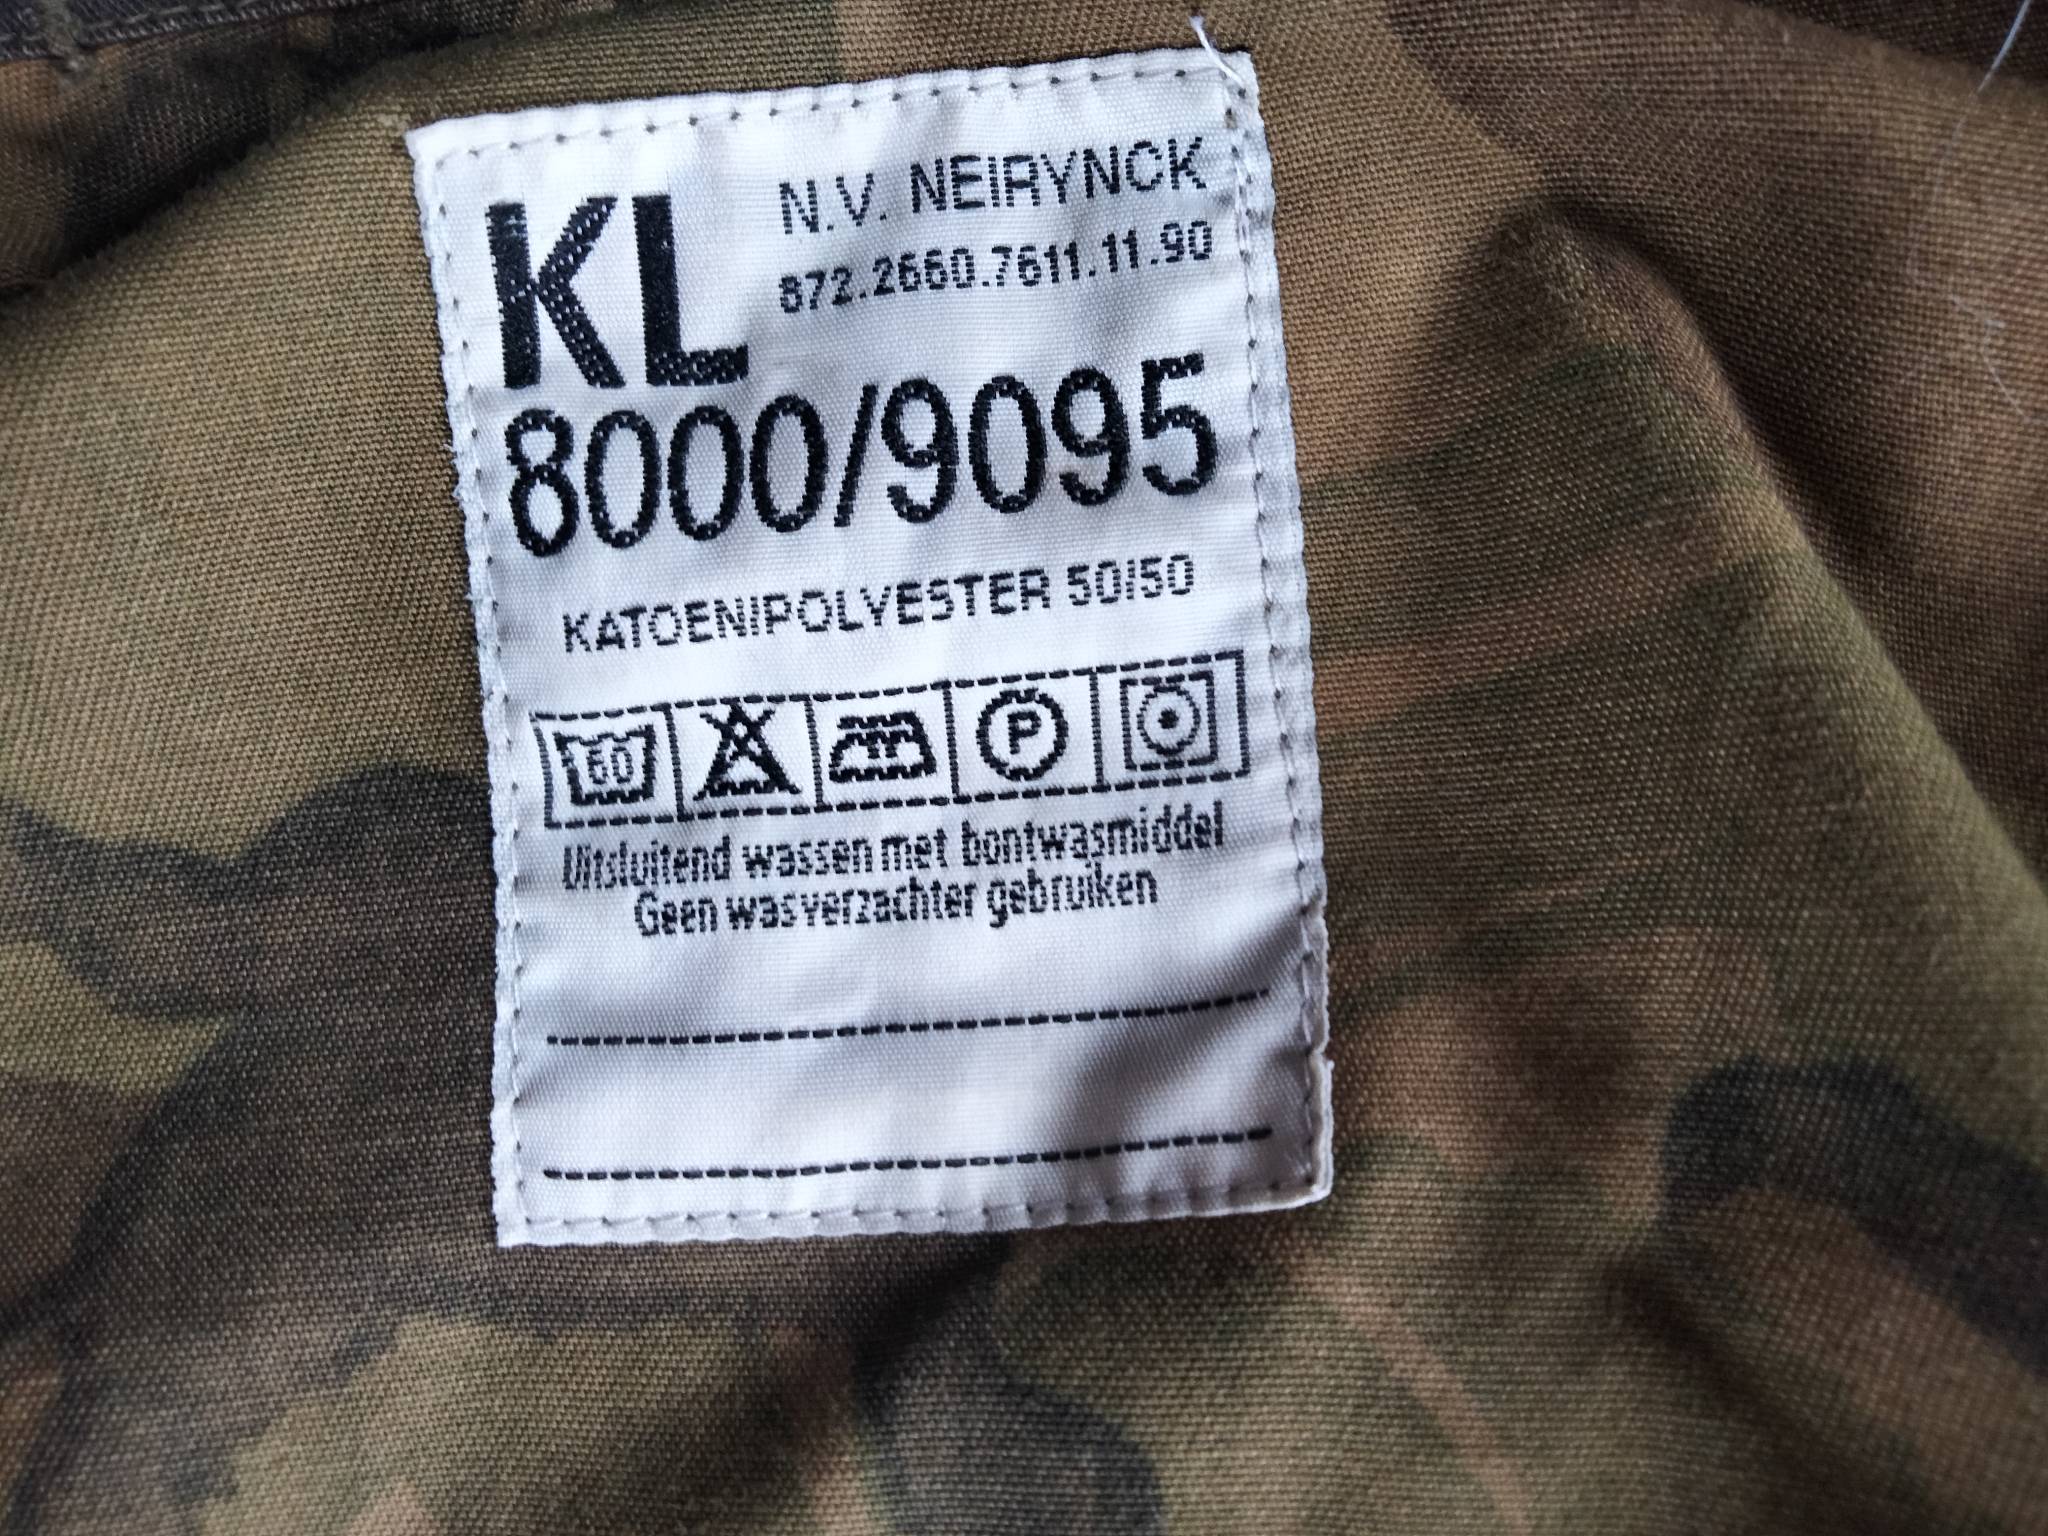 KL
N.V. NEIRYNCK
872.2660.7611.11.90
8000/9095
KATOEN/POLYESTER 50/50
60
P
Uitsluitend wassen met bontwasmiddel
Geen wasverzachter gebruiken